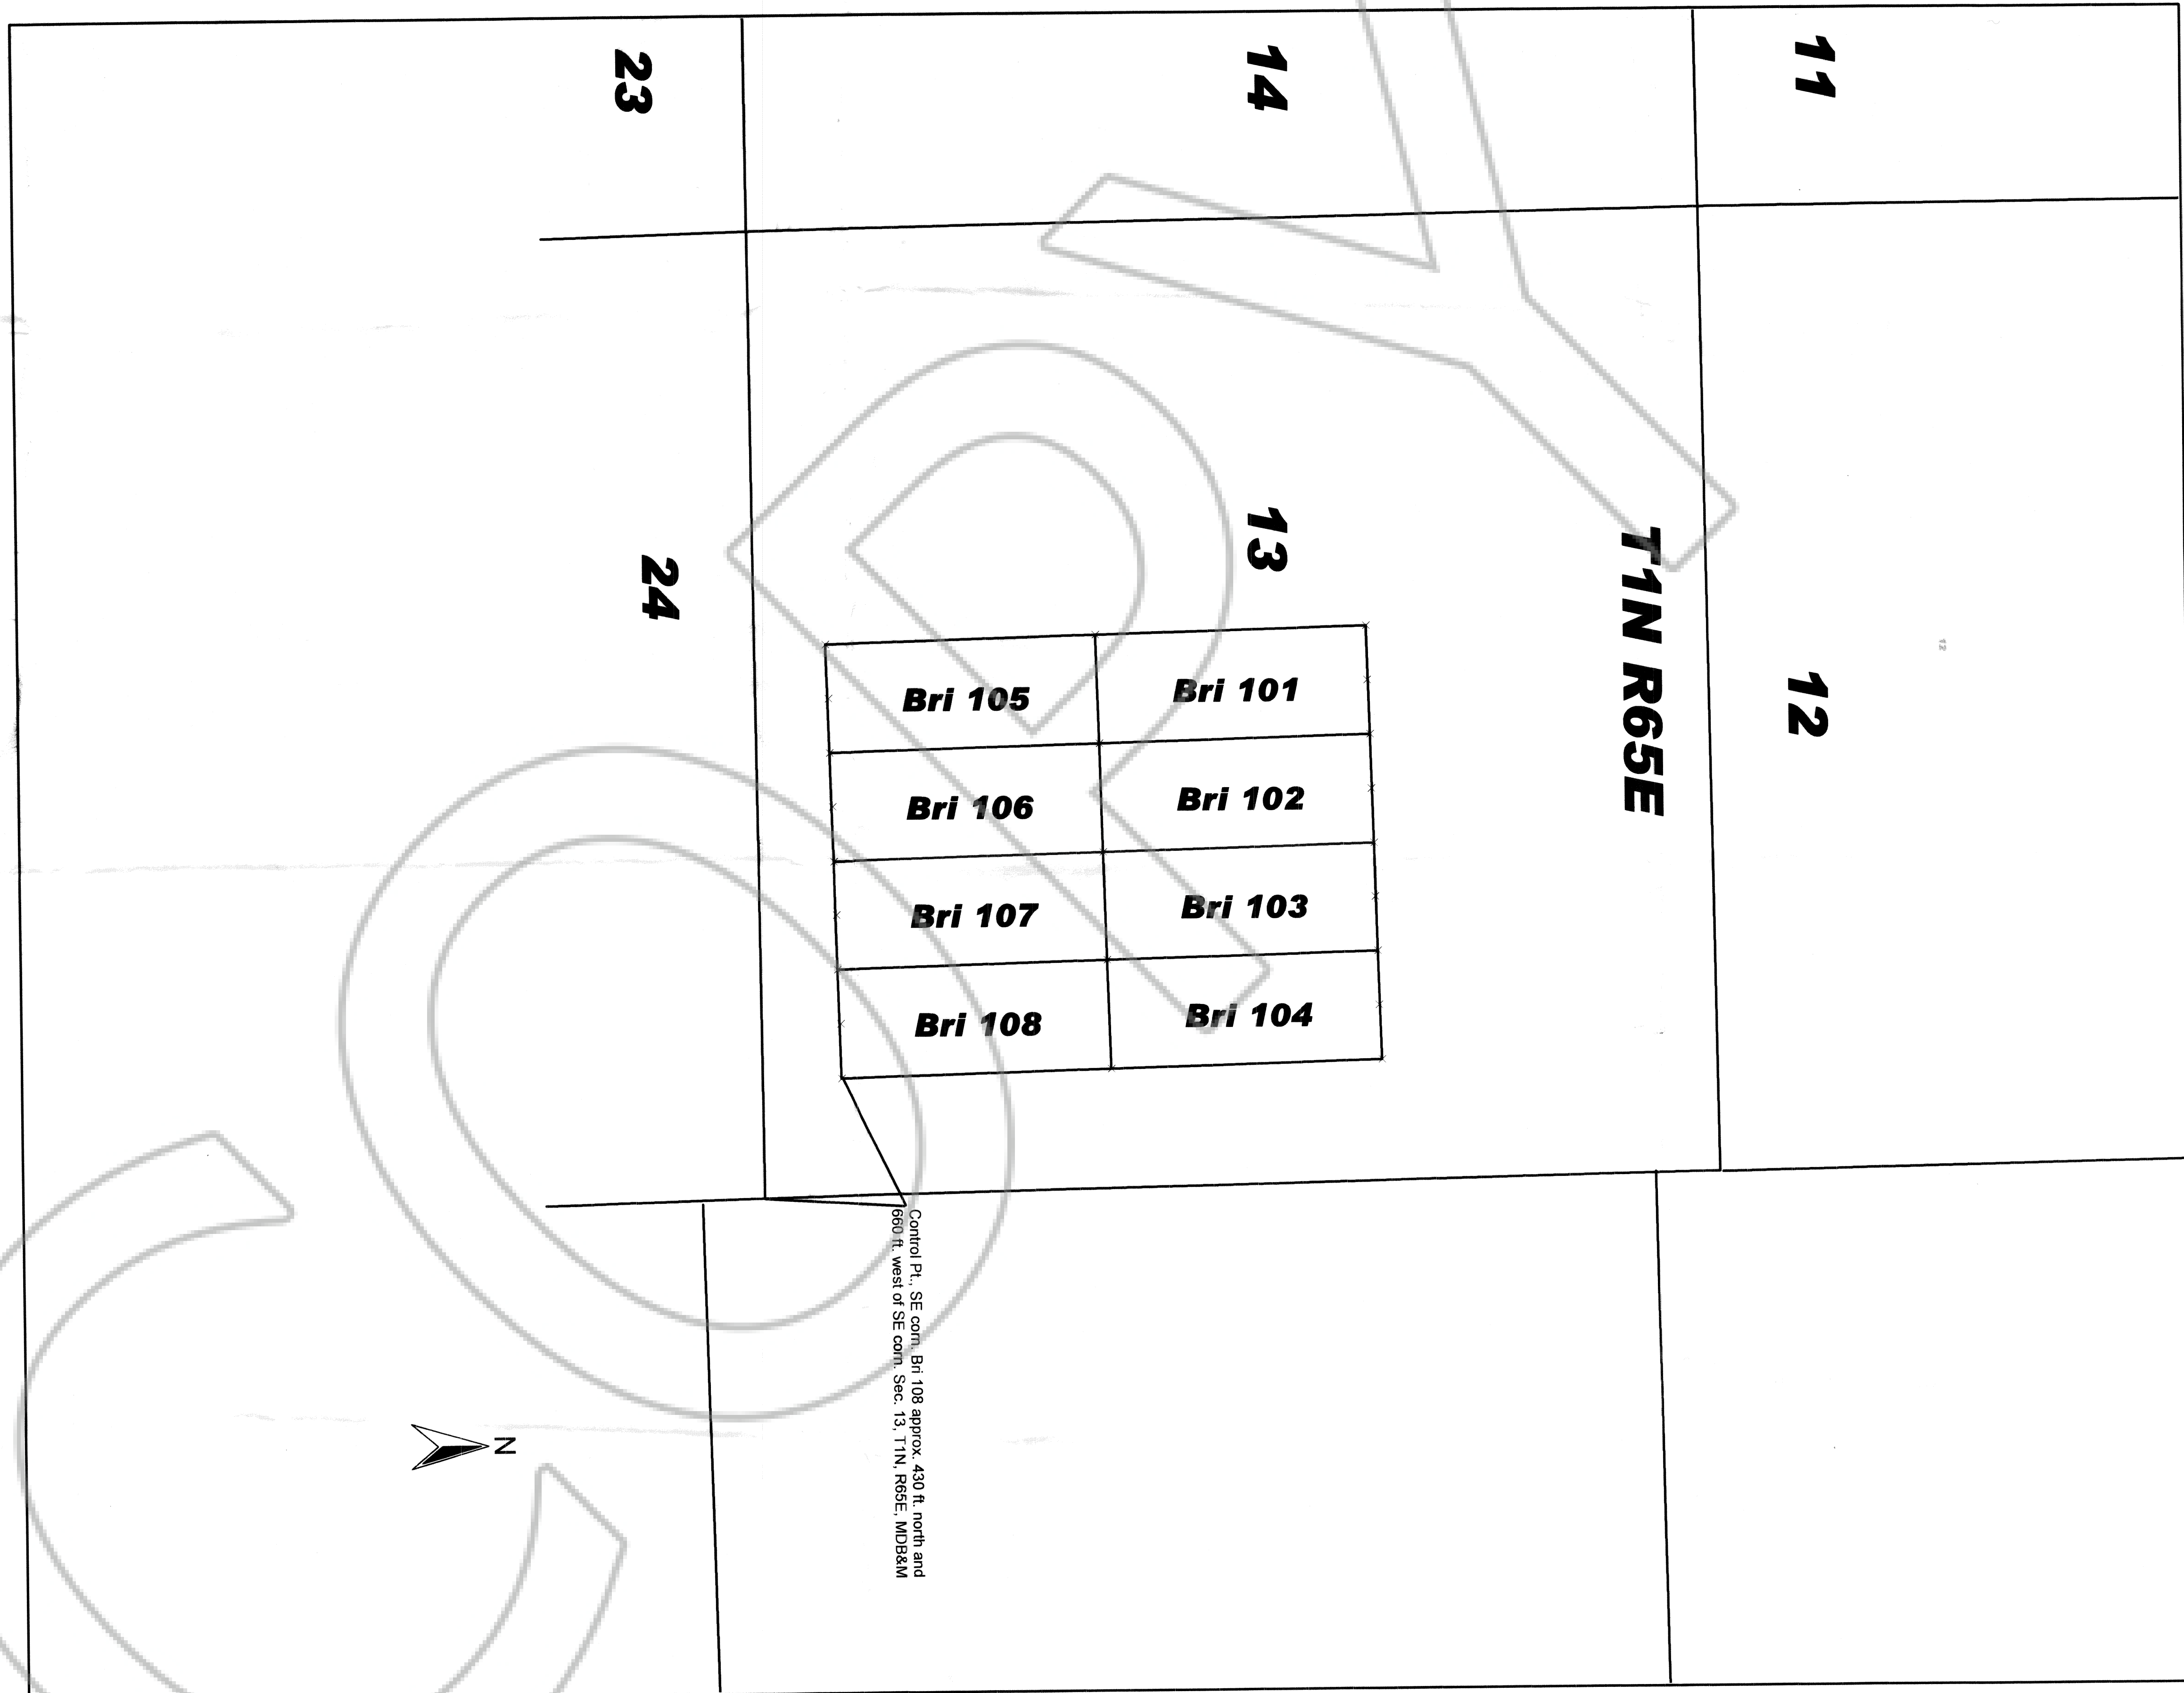 23
14
11
13
24
T1N R65E
12
12
Bri 105
Bri 101
Bri 106
Bri 102
Bri 107
Bri 103
Bri 108
Bri 104
Control Pt., SE corn. Bri 108 approx. 430 ft. north and
660 ft. west of SE corn. Sec. 13, T1N, R65E, MDB&M
N
COPY